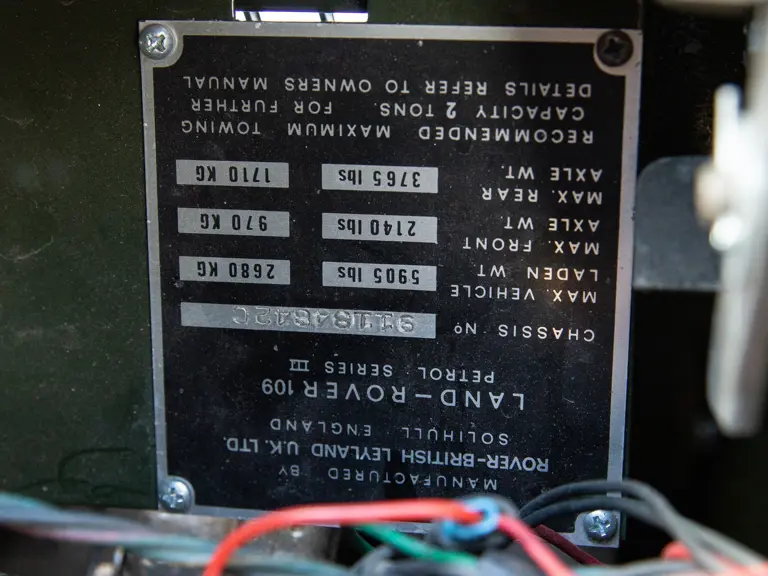 MANUFACTURED BY
ROVER-BRITISH LEYLAND U.K. LTD.
SOLIHULL ENGLAND
LAND-ROVER 109
PETROL SERIES III
CHASSIS Nº
MAX. VEHICLE
LADEN WT. 5905 lbs 2680 KG
MAX. FRONT
AXLE WT 2140 lbs 970 KG
MAX. REAR
AXLE WT. 3765 lbs 1710 KG
RECOMMENDED MAXIMUM TOWING
CAPACITY 2 TONS. FOR FURTHER
DETAILS REFER TO OWNERS MANUAL